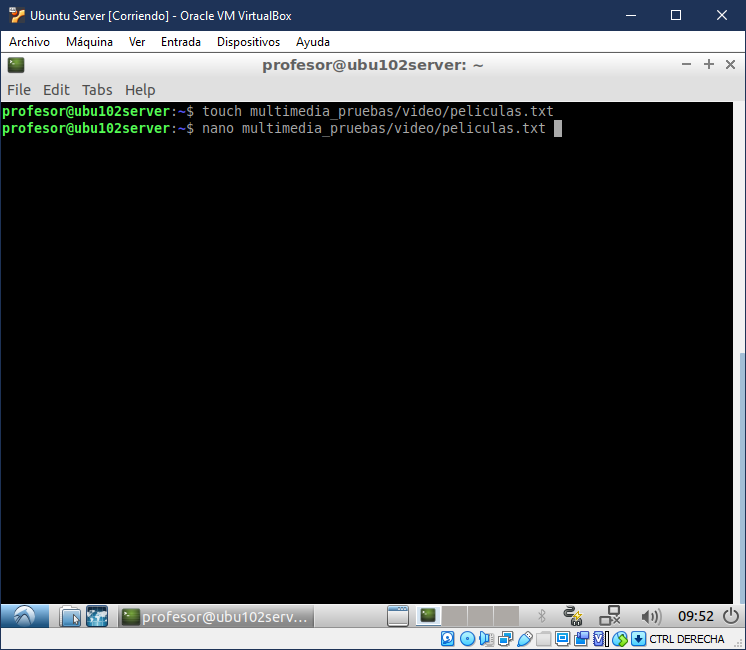 Ubuntu Server [Corriendo] - Oracle VM VirtualBox
Archivo Máquina Ver Entrada Dispositivos Ayuda
profesor@ubu102server: ~
File Edit Tabs Help
profesor@ubu102server:~$ touch multimedia_pruebas/video/peliculas.txt
profesor@ubu102server:~$ nano multimedia_pruebas/video/peliculas.txt
profesor@ubu102serv... 09:52
CTRL DERECHA